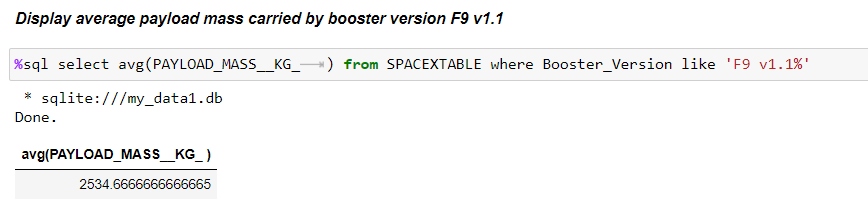 Display average payload mass carried by booster version F9 v1.1
%sql select avg(PAYLOAD_MASS__KG_	) from SPACEXTABLE where Booster_Version like 'F9 v1.1%'
* sqlite:///my_data1.db
Done.
avg(PAYLOAD_MASS__KG_ )
2534.6666666666665